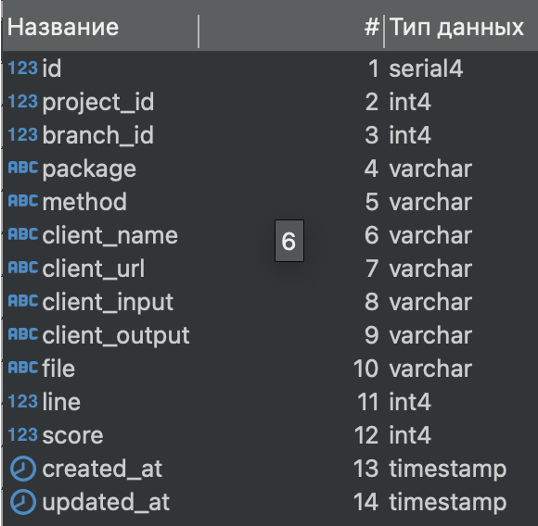 Название # Тип данных
123 id 1 serial4
123 project_id 2 int4
123 branch_id 3 int4
ABC package 4 varchar
ABC method 5 varchar
ABC client_name 6 varchar
6
ABC client_url 7 varchar
ABC client_input 8 varchar
ABC client_output 9 varchar
ABC file 10 varchar
123 line 11 int4
123 score 12 int4
created_at 13 timestamp
updated_at 14 timestamp